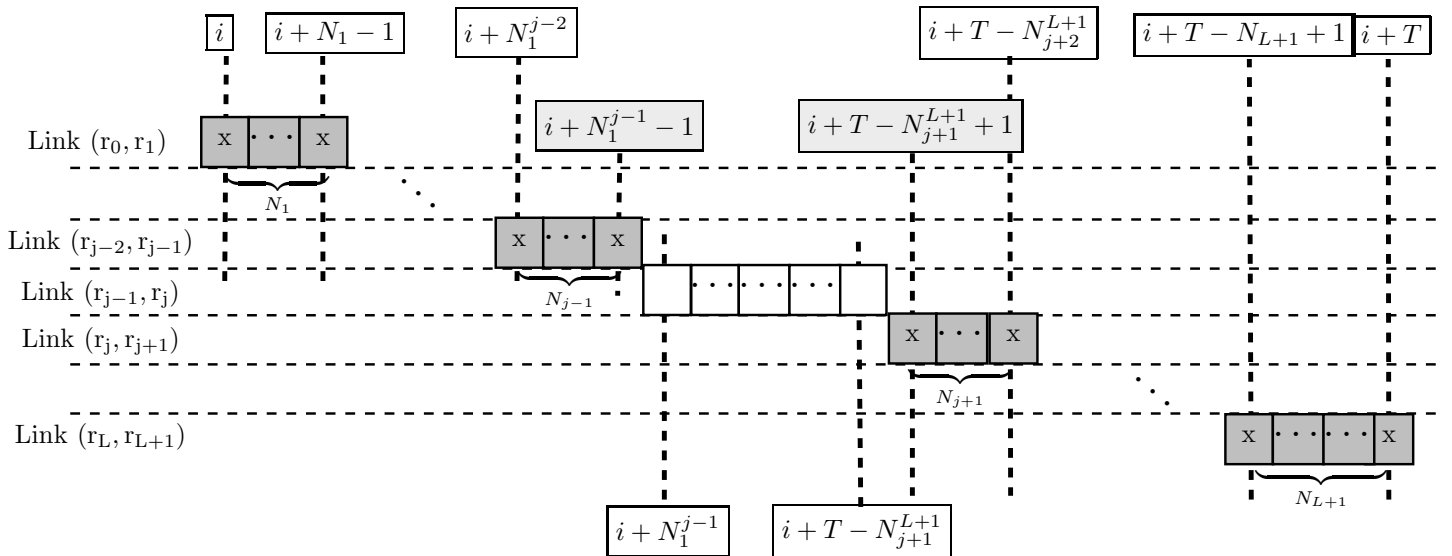 i
i + N_1 − 1
i + N_1^{j−2}
i + T − N_{j+2}^{L+1}
i + T − N_{L+1} + 1
i + T
i + N_1^{j−1} − 1
i + T − N_{j+1}^{L+1} + 1
Link (r_0, r_1)
x ··· x
N_1
Link (r_{j−2}, r_{j−1})
x ··· x
N_{j−1}
Link (r_{j−1}, r_j)
··· ··· ···
Link (r_j, r_{j+1})
x ··· x
N_{j+1}
Link (r_L, r_{L+1})
x ··· ··· x
N_{L+1}
i + N_1^{j−1}
i + T − N_{j+1}^{L+1}